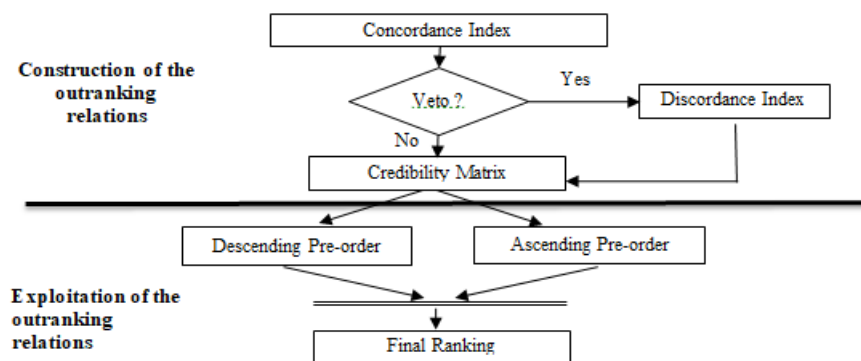 Concordance Index
Construction of the
outranking
relations
Veto ?
Yes
Discordance Index
No
Credibility Matrix
Descending Pre-order
Ascending Pre-order
Exploitation of the
outranking
relations
Final Ranking